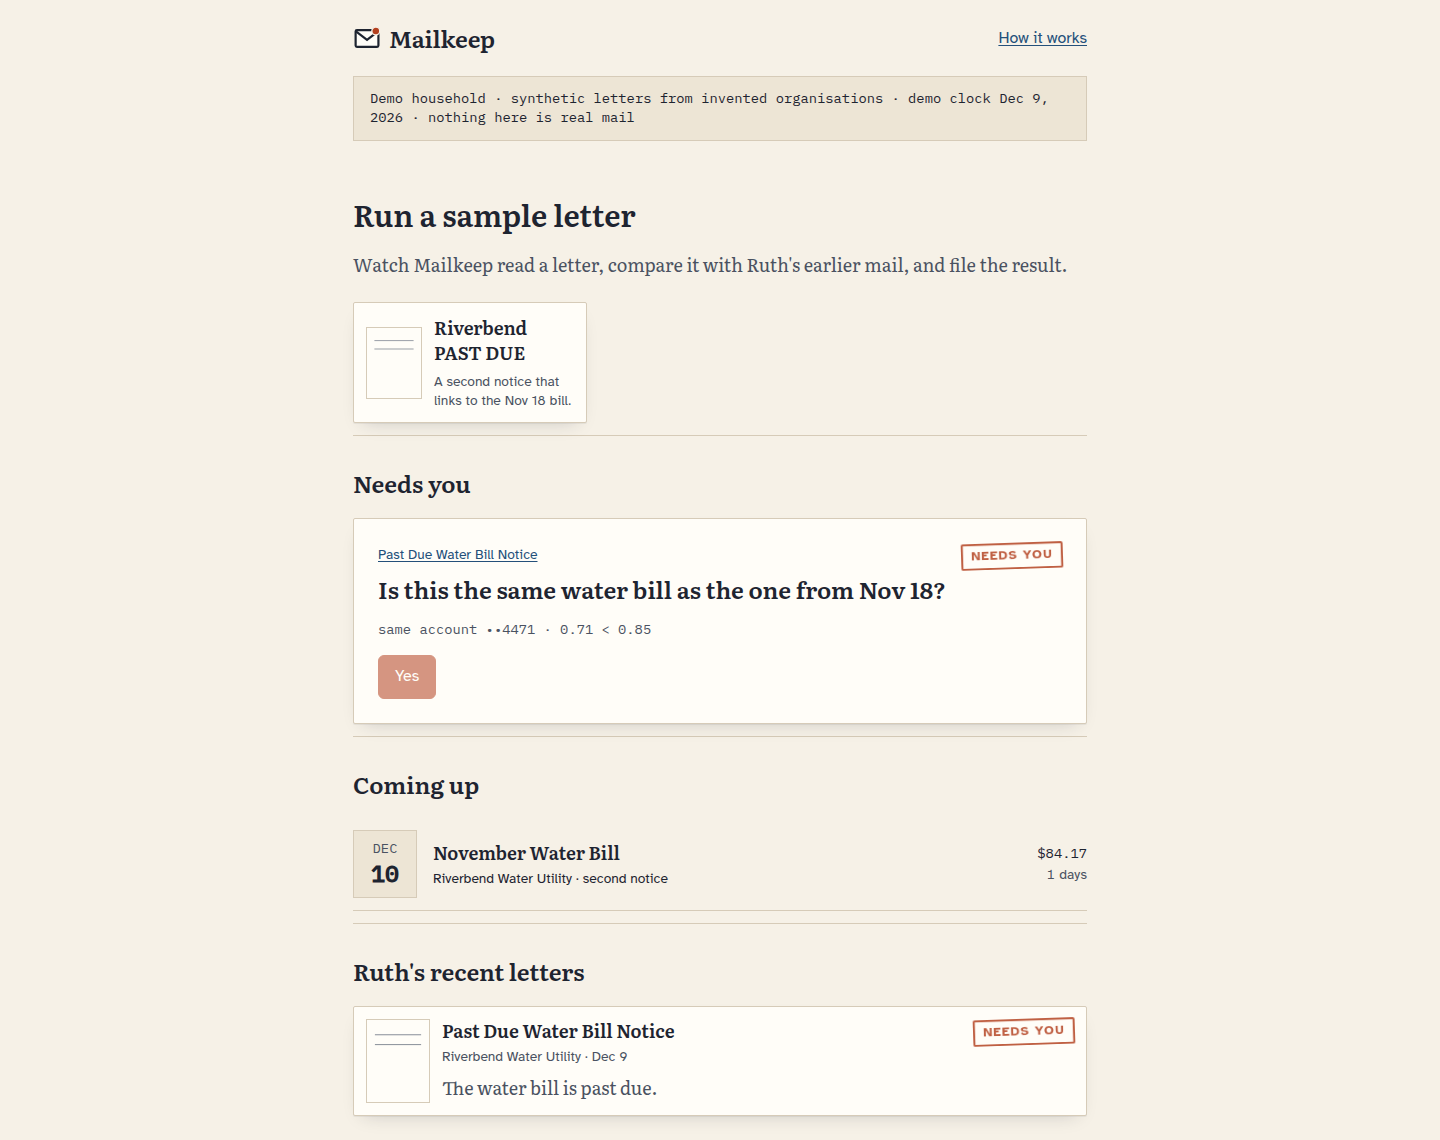 Mailkeep
How it works
Demo household · synthetic letters from invented organisations · demo clock Dec 9,
2026 · nothing here is real mail
Run a sample letter
Watch Mailkeep read a letter, compare it with Ruth's earlier mail, and file the result.
Riverbend
PAST DUE
A second notice that
links to the Nov 18 bill.
Needs you
Past Due Water Bill Notice
NEEDS YOU
Is this the same water bill as the one from Nov 18?
same account ••4471 · 0.71 < 0.85
Yes
Coming up
DEC
10
November Water Bill
Riverbend Water Utility · second notice
$84.17
1 days
Ruth's recent letters
Past Due Water Bill Notice
NEEDS YOU
Riverbend Water Utility · Dec 9
The water bill is past due.